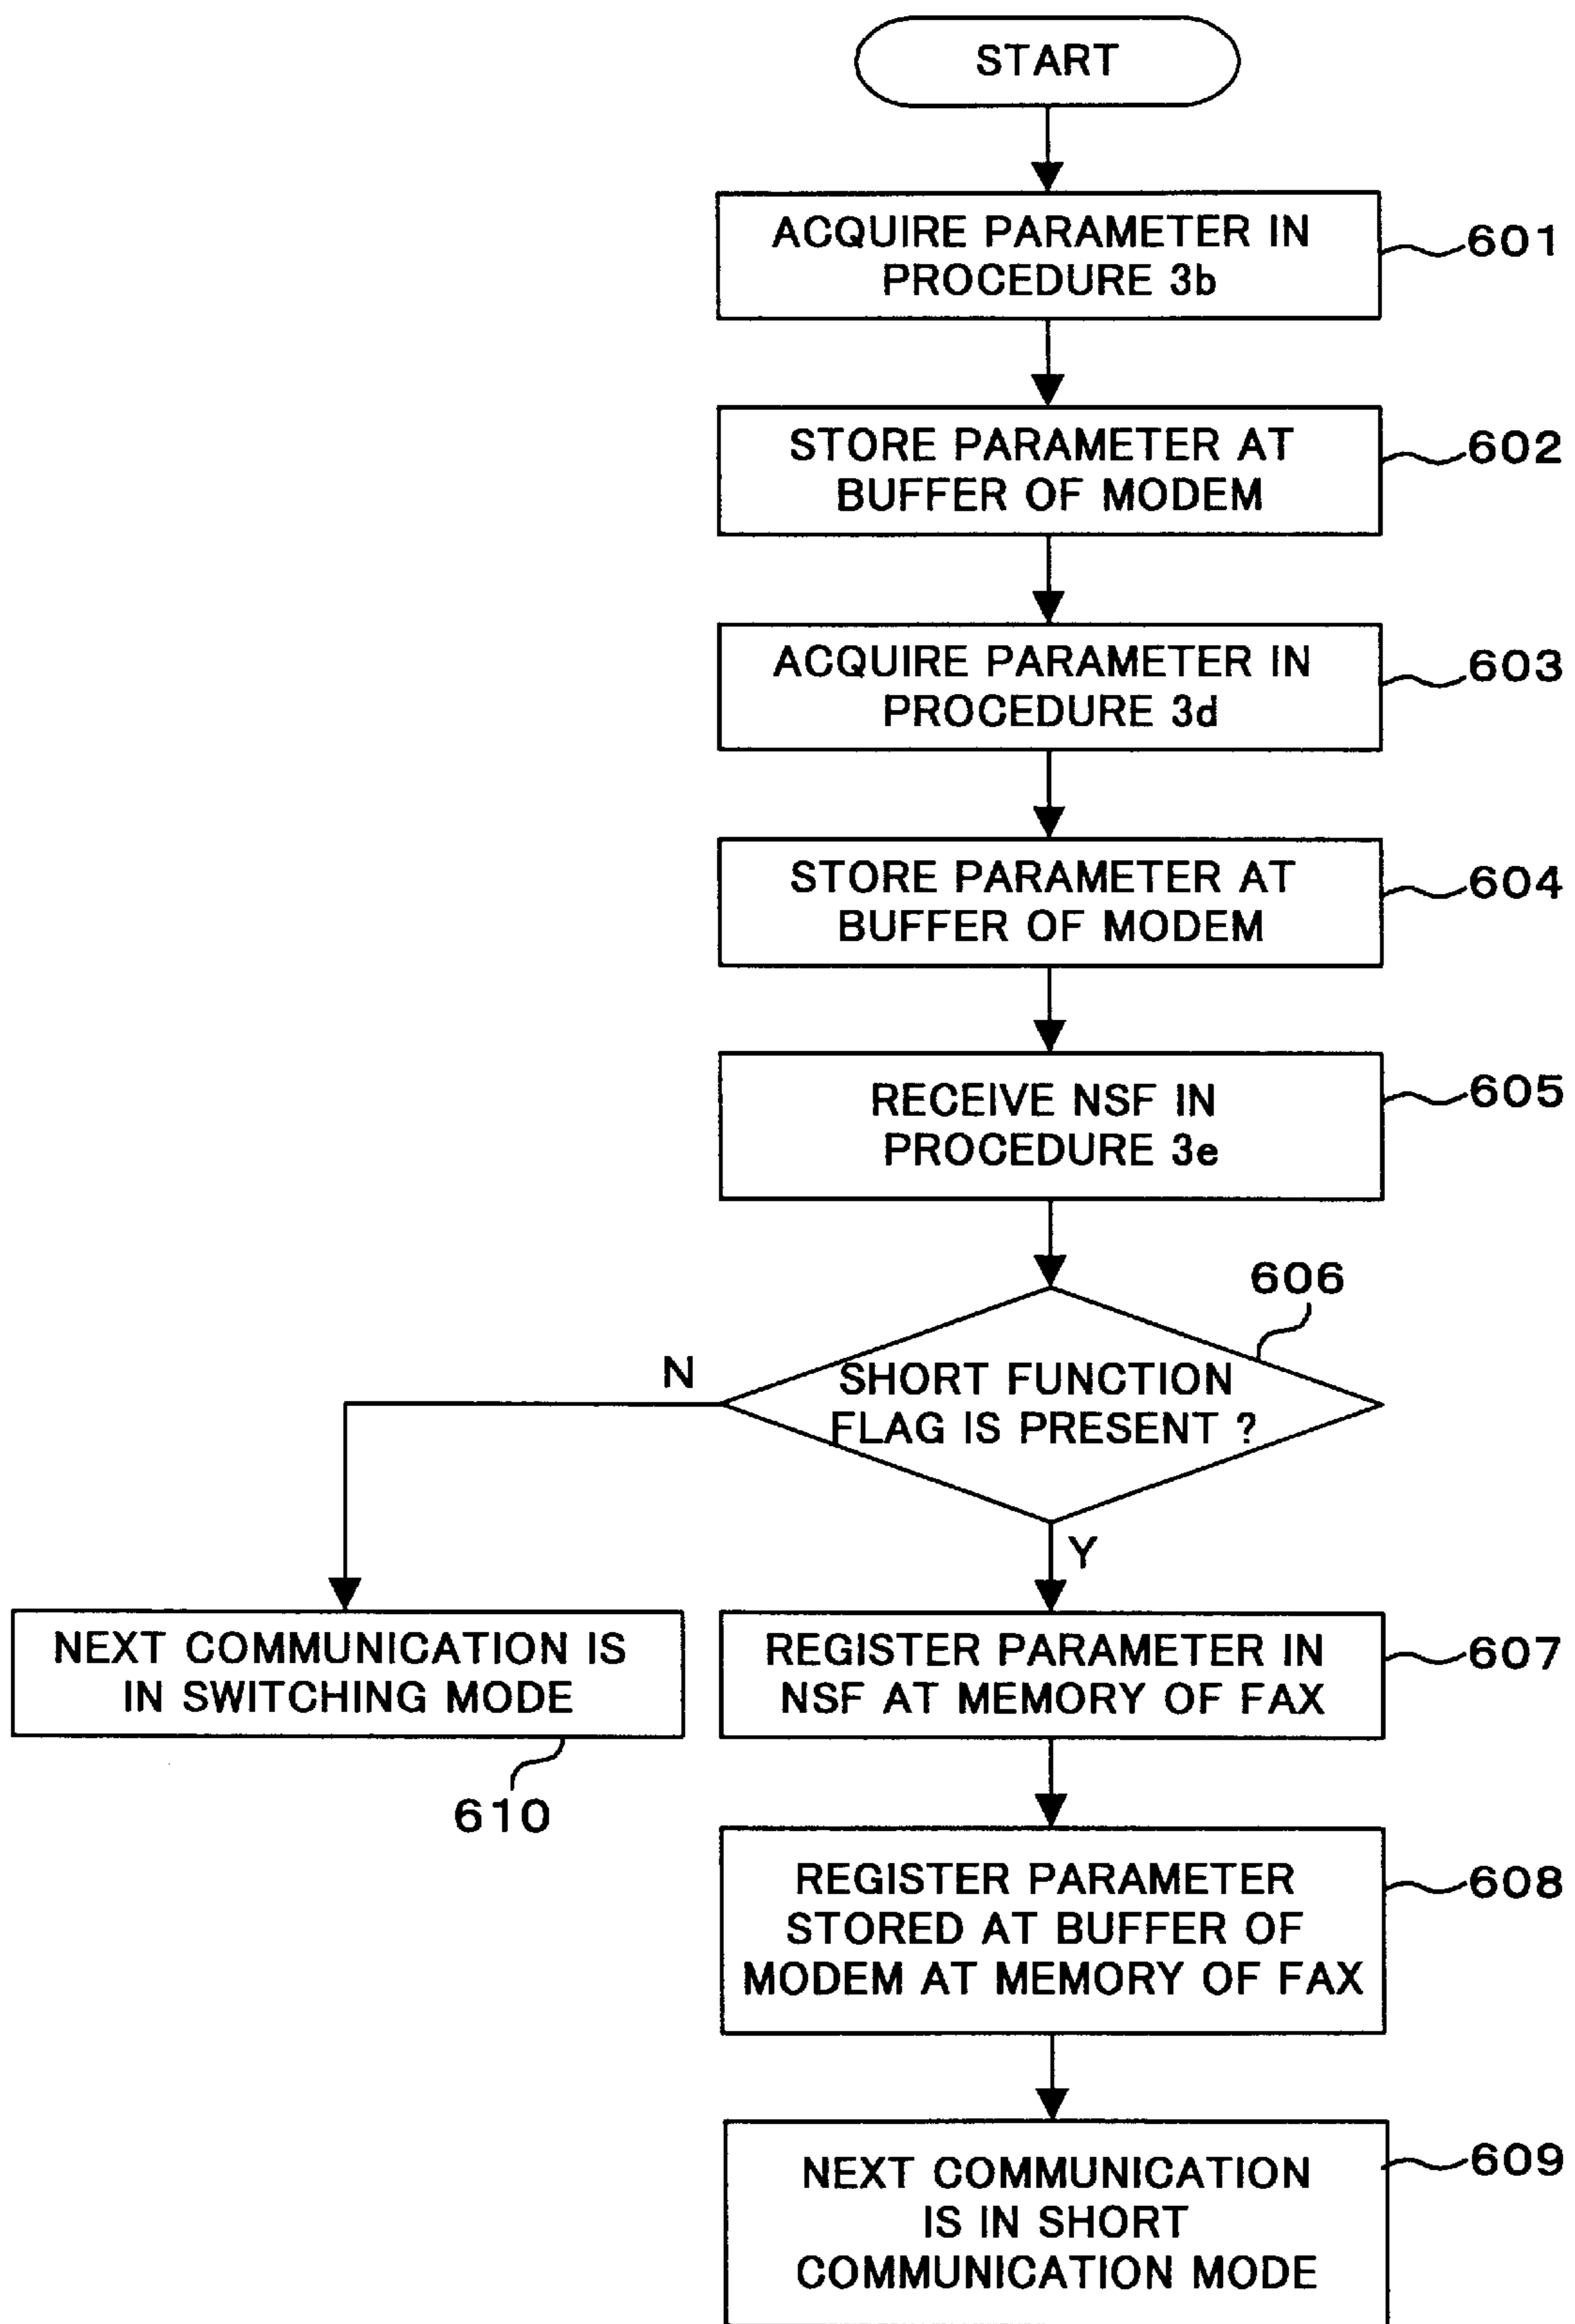 START
ACQUIRE PARAMETER IN
PROCEDURE 3b
601
STORE PARAMETER AT
BUFFER OF MODEM
602
ACQUIRE PARAMETER IN
PROCEDURE 3d
603
STORE PARAMETER AT
BUFFER OF MODEM
604
RECEIVE NSF IN
PROCEDURE 3e
605
606
SHORT FUNCTION
FLAG IS PRESENT ?
N
Y
NEXT COMMUNICATION IS
IN SWITCHING MODE
610
REGISTER PARAMETER IN
NSF AT MEMORY OF FAX
607
REGISTER PARAMETER
STORED AT BUFFER OF
MODEM AT MEMORY OF FAX
608
NEXT COMMUNICATION
IS IN SHORT
COMMUNICATION MODE
609